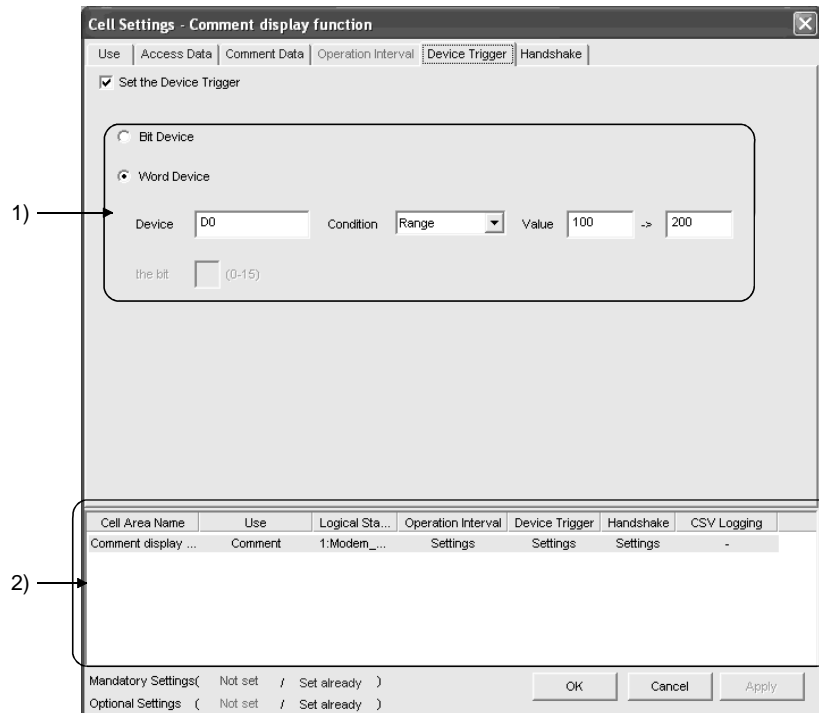 Cell Settings - Comment display function
Use Access Data Comment Data Operation Interval Device Trigger Handshake
Set the Device Trigger
Bit Device
Word Device
1)
Device D0 Condition Range Value 100 -> 200
the bit (0-15)
Cell Area Name Use Logical Sta... Operation Interval Device Trigger Handshake CSV Logging
Comment display ... Comment 1:Modem_... Settings Settings Settings -
2)
Mandatory Settings( Not set / Set already )
OK Cancel Apply
Optional Settings ( Not set / Set already )